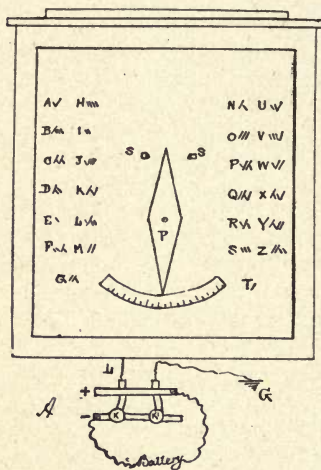 A H N U
B I O V
C J P W
D K Q X
E L R Y
F M S Z
G T
S S
P
L
G
A
+
-
K K
Battery